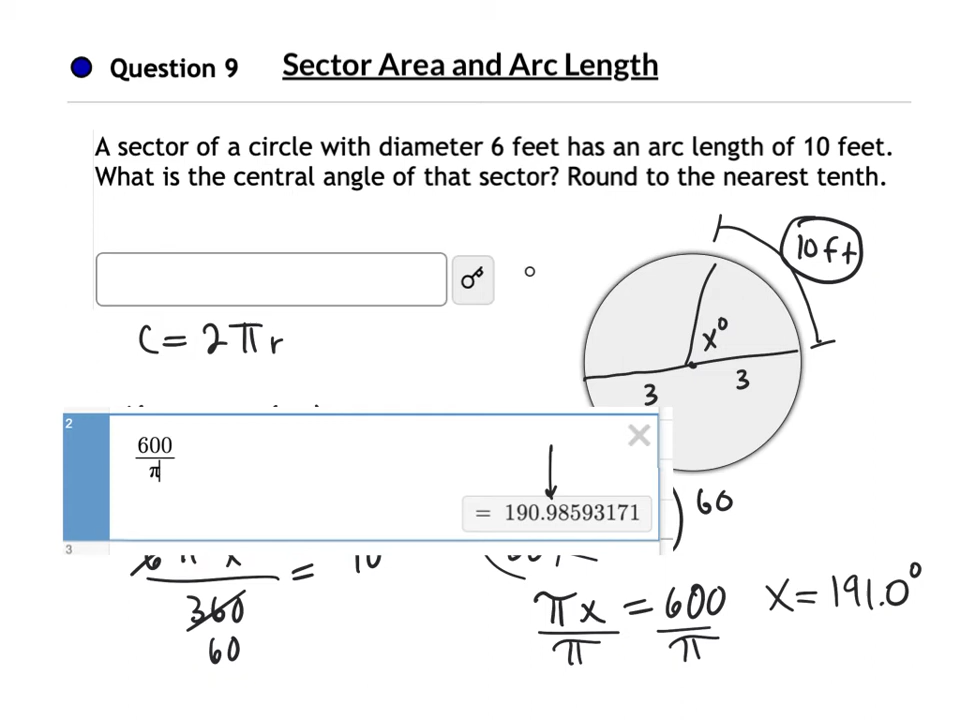 Question 9 Sector Area and Arc Length
A sector of a circle with diameter 6 feet has an arc length of 10 feet.
What is the central angle of that sector? Round to the nearest tenth.
10 ft
°
C = 2πr
x°
3
3
2
600
π
= 190.98593171
60
3
6πx
360
=
10
60
πx = 600
π π
x = 191.0°